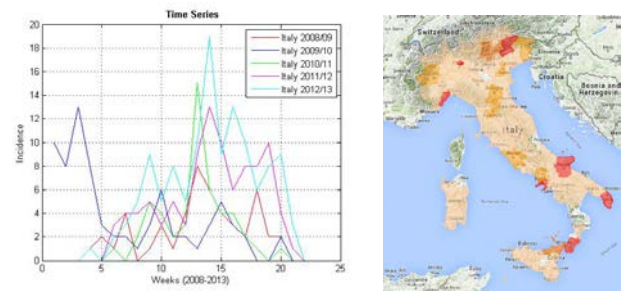 Time Series
Italy 2008/09
Italy 2009/10
Italy 2010/11
Italy 2011/12
Italy 2012/13
20
18
16
14
12
10
8
6
4
2
0
Incidence
0 5 10 15 20 25
Weeks (2008-2013)
Switzerland
Croatia
Bosnia and
Herzegovina
Monaco
Italy